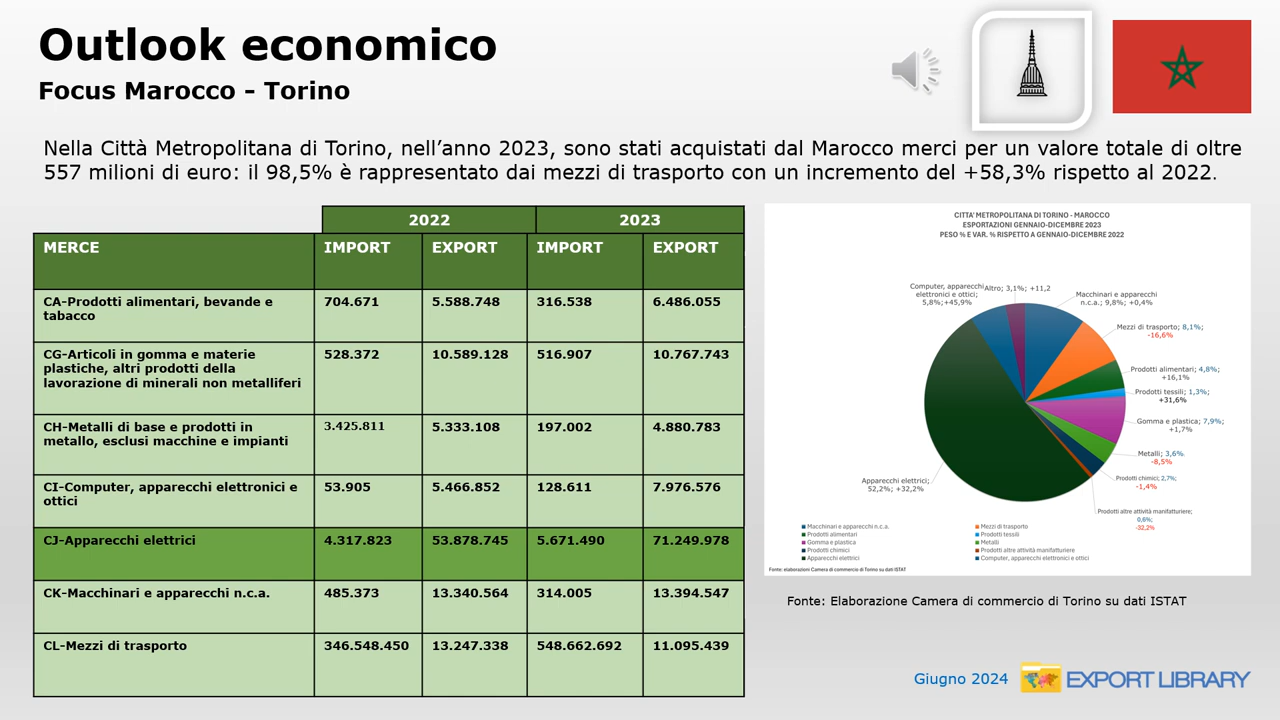 Outlook economico
Focus Marocco – Torino
Nella Città Metropolitana di Torino, nell’anno 2023, sono stati acquistati dal Marocco merci per un valore totale di oltre
557 milioni di euro: il 98,5% è rappresentato dai mezzi di trasporto con un incremento del +58,3% rispetto al 2022.
2022 2023
MERCE IMPORT EXPORT IMPORT EXPORT
CA-Prodotti alimentari, bevande e
tabacco
704.671 5.588.748 316.538 6.486.055
CG-Articoli in gomma e materie
plastiche, altri prodotti della
lavorazione di minerali non metalliferi
528.372 10.589.128 516.907 10.767.743
CH-Metalli di base e prodotti in
metallo, esclusi macchine e impianti
3.425.811 5.333.108 197.002 4.880.783
CI-Computer, apparecchi elettronici e
ottici
53.905 5.466.852 128.611 7.976.576
CJ-Apparecchi elettrici 4.317.823 53.878.745 5.671.490 71.249.978
CK-Macchinari e apparecchi n.c.a. 485.373 13.340.564 314.005 13.394.547
CL-Mezzi di trasporto 346.548.450 13.247.338 548.662.692 11.095.439
CITTA' METROPOLITANA DI TORINO - MAROCCO
ESPORTAZIONI GENNAIO-DICEMBRE 2023
PESO % E VAR. % RISPETTO A GENNAIO-DICEMBRE 2022
Computer, apparecchi
elettronici e ottici;
5,8%;+45,9%
Altro; 3,1%; +11,2
Macchinari e apparecchi
n.c.a.; 9,8%; +0,4%
Mezzi di trasporto; 8,1%;
-16,6%
Prodotti alimentari; 4,8%;
+16,1%
Prodotti tessili; 1,3%;
+31,6%
Gomma e plastica; 7,9%;
+1,7%
Metalli; 3,6%
-8,5%
Prodotti chimici; 2,7%;
-1,4%
Prodotti altre attività manifatturiere;
0,6%;
-32,2%
Apparecchi elettrici;
52,2%; +32,2%
Macchinari e apparecchi n.c.a. Mezzi di trasporto
Prodotti alimentari Prodotti tessili
Gomma e plastica Metalli
Prodotti chimici Prodotti altre attività manifatturiere
Apparecchi elettrici Computer, apparecchi elettronici e ottici
Fonte: elaborazioni Camera di commercio di Torino su dati ISTAT
Fonte: Elaborazione Camera di commercio di Torino su dati ISTAT
Giugno 2024
EXPORT LIBRARY